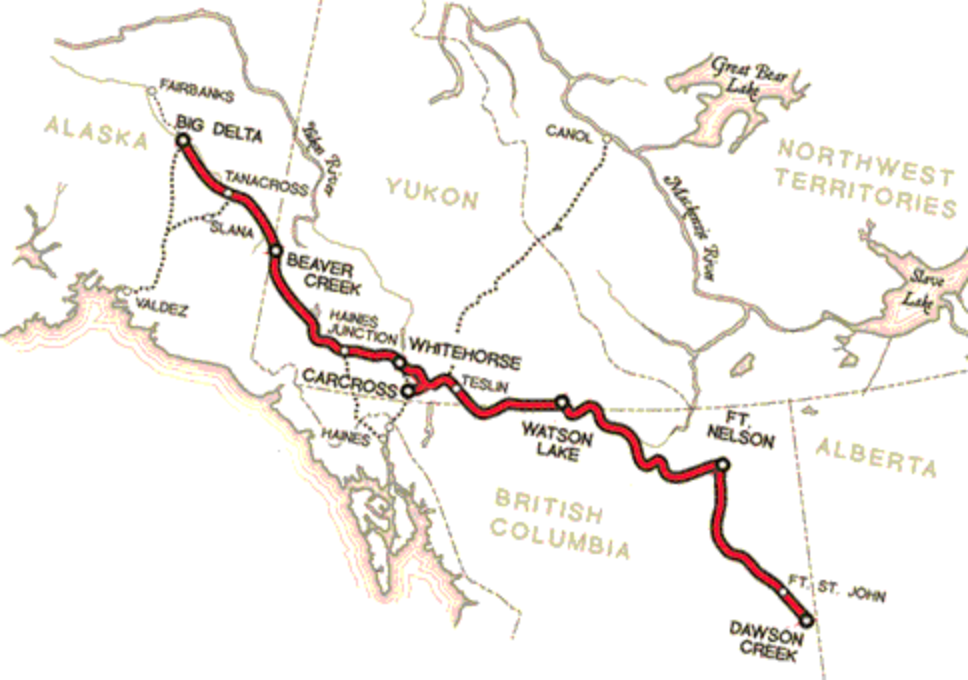 Great Bear
Lake
FAIRBANKS
BIG DELTA
ALASKA
Yukon River
CANOL
NORTHWEST
TERRITORIES
TANACROSS
YUKON
Mackenzie River
SLANA
BEAVER
CREEK
Slave
Lake
VALDEZ
HAINES
JUNCTION
WHITEHORSE
CARCROSS
TESLIN
FT.
NELSON
HAINES
WATSON
LAKE
ALBERTA
BRITISH
COLUMBIA
FT. ST. JOHN
DAWSON
CREEK